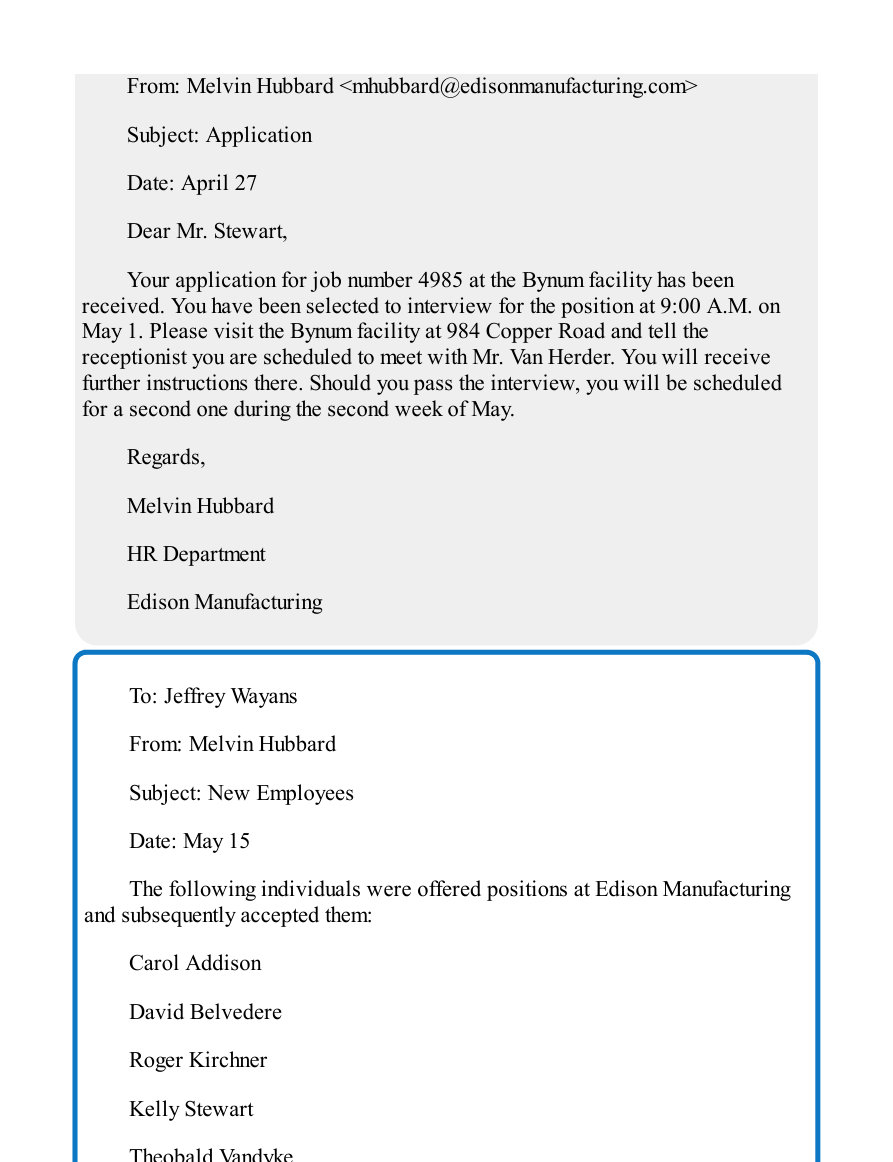 From: Melvin Hubbard <mhubbard@edisonmanufacturing.com>
Subject: Application
Date: April 27
Dear Mr. Stewart,
Your application for job number 4985 at the Bynum facility has been
received. You have been selected to interview for the position at 9:00 A.M. on
May 1. Please visit the Bynum facility at 984 Copper Road and tell the
receptionist you are scheduled to meet with Mr. Van Herder. You will receive
further instructions there. Should you pass the interview, you will be scheduled
for a second one during the second week of May.
Regards,
Melvin Hubbard
HR Department
Edison Manufacturing
To: Jeffrey Wayans
From: Melvin Hubbard
Subject: New Employees
Date: May 15
The following individuals were offered positions at Edison Manufacturing
and subsequently accepted them:
Carol Addison
David Belvedere
Roger Kirchner
Kelly Stewart
Theobald Vandyke